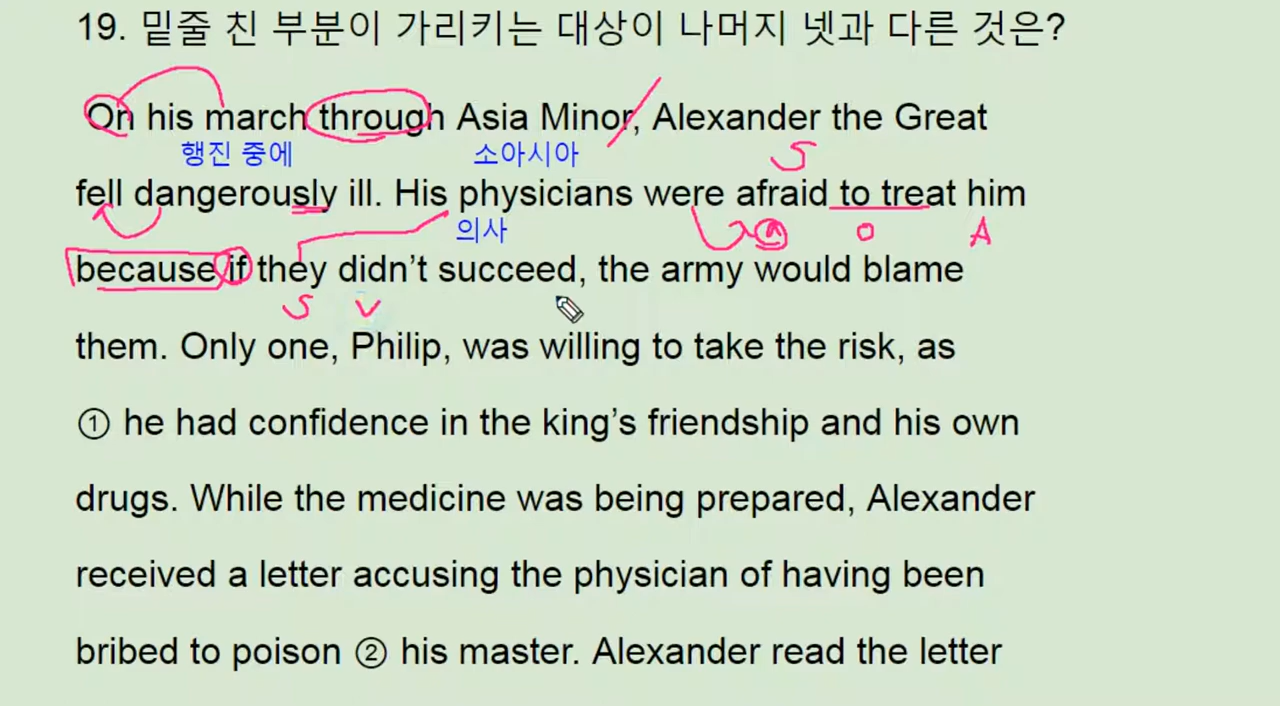 19. 밑줄 친 부분이 가리키는 대상이 나머지 넷과 다른 것은?
On his march through Asia Minor, Alexander the Great
행진 중에 소아시아 S
fell dangerously ill. His physicians were afraid to treat him
의사 ⓐ O A
because if they didn’t succeed, the army would blame
S V
them. Only one, Philip, was willing to take the risk, as
① he had confidence in the king’s friendship and his own
drugs. While the medicine was being prepared, Alexander
received a letter accusing the physician of having been
bribed to poison ② his master. Alexander read the letter